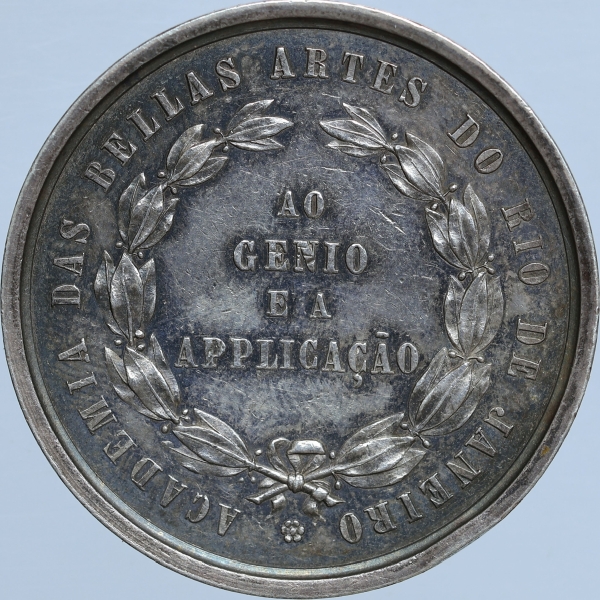 ACADEMIA DAS BELLAS ARTES DO RIO DE JANEIRO
AO
GENIO
E A
APPLICAÇÃO